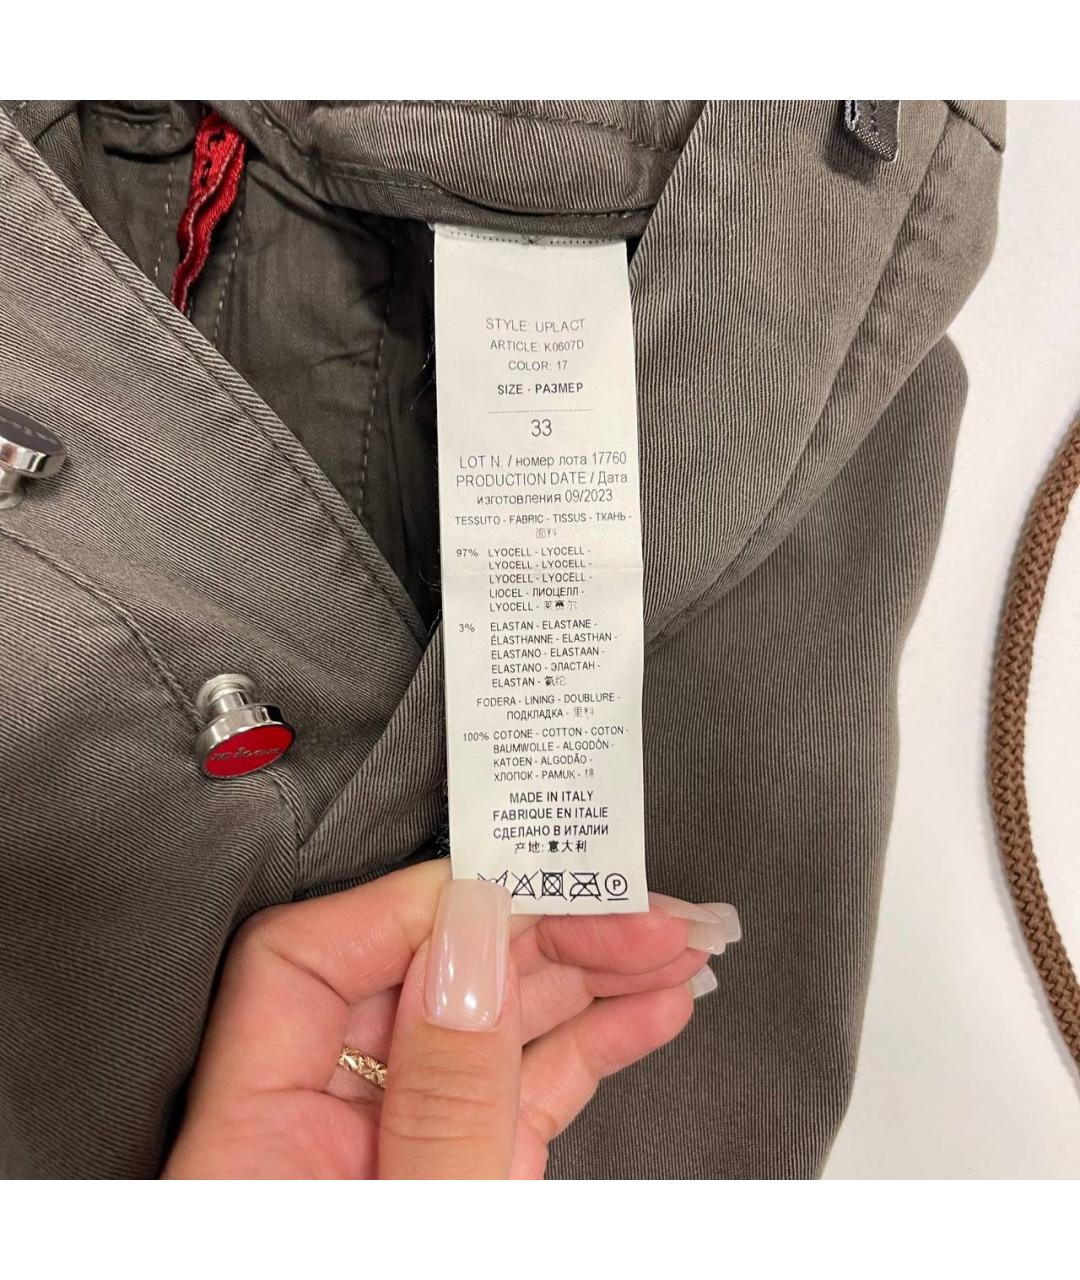 STYLE: UPLACT
ARTICLE: K0607D
COLOR: 17
SIZE - РАЗМЕР
33
LOT N. / номер лота 17760
PRODUCTION DATE / Дата
изготовления 09/2023
TESSUTO - FABRIC - TISSUS - ТКАНЬ -
面料
97% LYOCELL - LYOCELL -
LYOCELL - LYOCELL -
LYOCELL - LYOCELL -
LIOCEL - ЛИОЦЕЛЛ -
LYOCELL - 莱赛尔
3% ELASTAN - ELASTANE -
ÉLASTHANNE - ELASTHAN -
ELASTANO - ELASTAAN -
ELASTANO - ЭЛАСТАН -
ELASTAN - 氨纶
FODERA - LINING - DOUBLURE -
ПОДКЛАДКА - 里料
100% COTONE - COTTON - COTON -
BAUMWOLLE - ALGODÓN -
KATOEN - ALGODÃO -
ХЛОПОК - PAMUK - 棉
MADE IN ITALY
FABRIQUE EN ITALIE
СДЕЛАНО В ИТАЛИИ
产地: 意大利
P